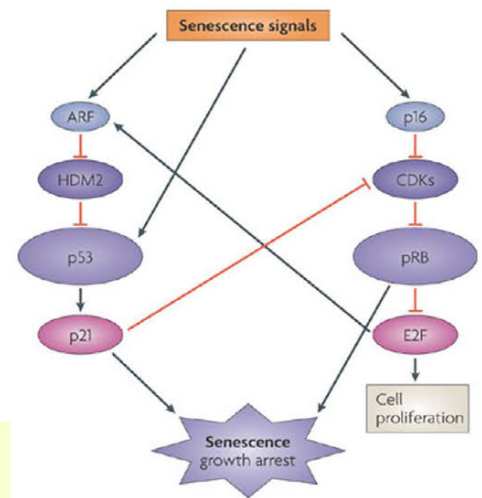 Senescence signals
ARF
p16
HDM2
CDKs
p53
pRB
p21
E2F
Cell
proliferation
Senescence
growth arrest